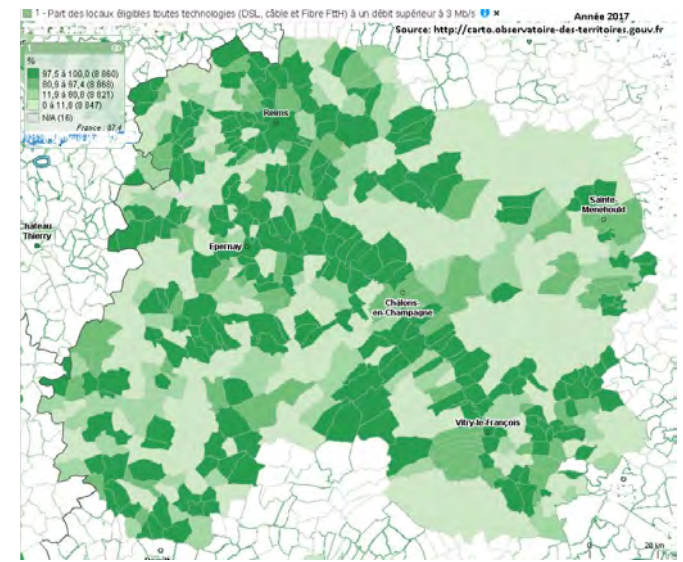 1 - Part des locaux éligibles toutes technologies (DSL, câble et Fibre FttH) à un débit supérieur à 3 Mb/s
Année 2017
Source: http://carto.observatoire-des-territoires.gouv.fr
1
%
97,5 à 100,0 (8 860)
80,9 à 97,4 (8 868)
11,9 à 80,8 (8 821)
0 à 11,8 (8 847)
N/A (16)
France : 87,4
Reims
Sainte-
Menehould
Château
Thierry
Epernay
Châlons-
en-Champagne
Vitry-le-François
20 km